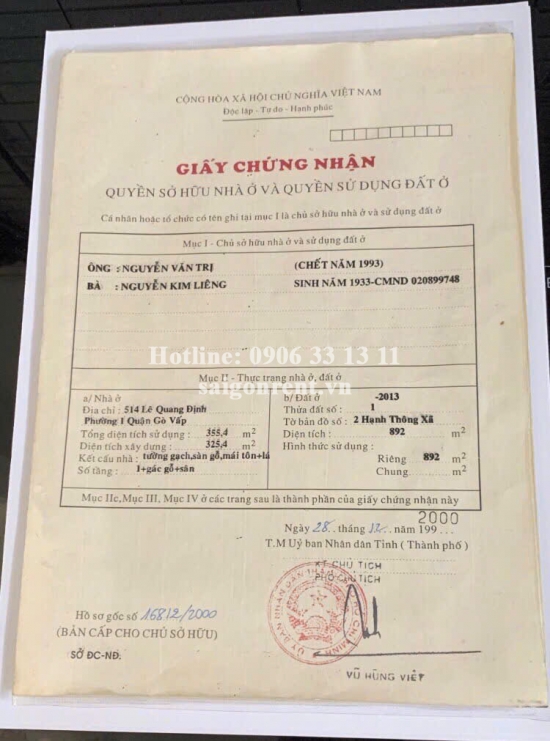 CỘNG HÒA XÃ HỘI CHỦ NGHĨA VIỆT NAM
Độc lập - Tự do - Hạnh phúc
GIẤY CHỨNG NHẬN
QUYỀN SỞ HỮU NHÀ Ở VÀ QUYỀN SỬ DỤNG ĐẤT Ở
Cá nhân hoặc tổ chức có tên ghi tại mục I là chủ sở hữu nhà ở và sử dụng đất ở
Mục I - Chủ sở hữu nhà ở và sử dụng đất ở
ÔNG : NGUYỄN VĂN TRỊ (CHẾT NĂM 1993)
BÀ : NGUYỄN KIM LIÊNG SINH NĂM 1933-CMND 020899748
Hotline: 0906 33 13 11
saigonrent.vn
Mục II - Thực trạng nhà ở, đất ở
a/ Nhà ở
Địa chỉ : 514 Lê Quang Định
Phường 1 Quận Gò Vấp
Tổng diện tích sử dụng : 355,4 m2
Diện tích xây dựng : 325,4 m2
Kết cấu nhà : tường gạch,sàn gỗ,mái tôn+lá
Số tầng : 1+gác gỗ+sân
b/ Đất ở -2013
Thửa đất số : 1
Tờ bản đồ số : 2 Hạnh Thông Xã
Diện tích : 892 m2
Hình thức sử dụng :
Riêng 892 m2
Chung m2
Mục IIc,Mục III, Mục IV ở các trang sau là thành phần của giấy chứng nhận này
2000
Ngày 28 tháng 12 năm 199...
T.M Uỷ ban Nhân dân Tỉnh ( Thành phố )
KT CHỦ TỊCH
PHÓ CHỦ TỊCH
Hồ sơ gốc số 15812/2000
(BẢN CẤP CHO CHỦ SỞ HỮU)
SỞ ĐC-NĐ:
VŨ HÙNG VIỆT